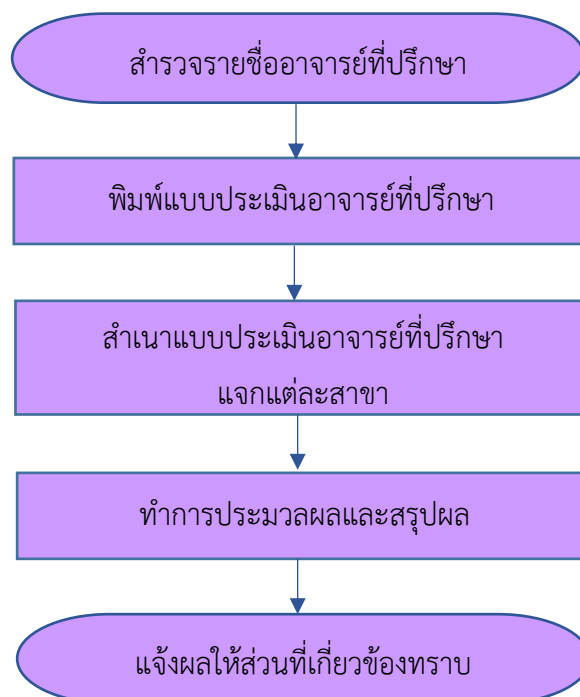 สำรวจรายชื่ออาจารย์ที่ปรึกษา
พิมพ์แบบประเมินอาจารย์ที่ปรึกษา
สำเนาแบบประเมินอาจารย์ที่ปรึกษา
แจกแต่ละสาขา
ทำการประมวลผลและสรุปผล
แจ้งผลให้ส่วนที่เกี่ยวข้องทราบ